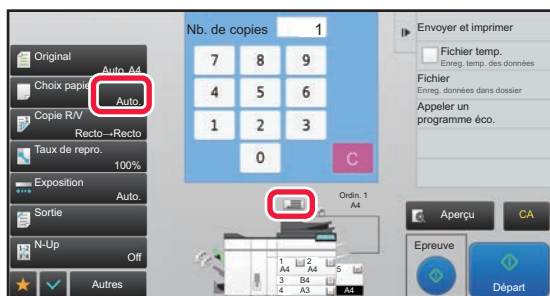 Nb. de copies 1
Original
Auto A4
Choix papier
Auto.
Copie R/V
Recto→Recto
Taux de repro.
100%
Exposition
Auto.
Sortie
N-Up
Off
Autres
7 8 9
4 5 6
1 2 3
0 C
Ordin. 1
A4
1 A4
2 A4
3 B4
4 A3
5 A4
Envoyer et imprimer
Fichier temp.
Enreg. temp. des données
Fichier
Enreg. données dans dossier
Appeler un
programme éco.
Aperçu
CA
Epreuve
Départ